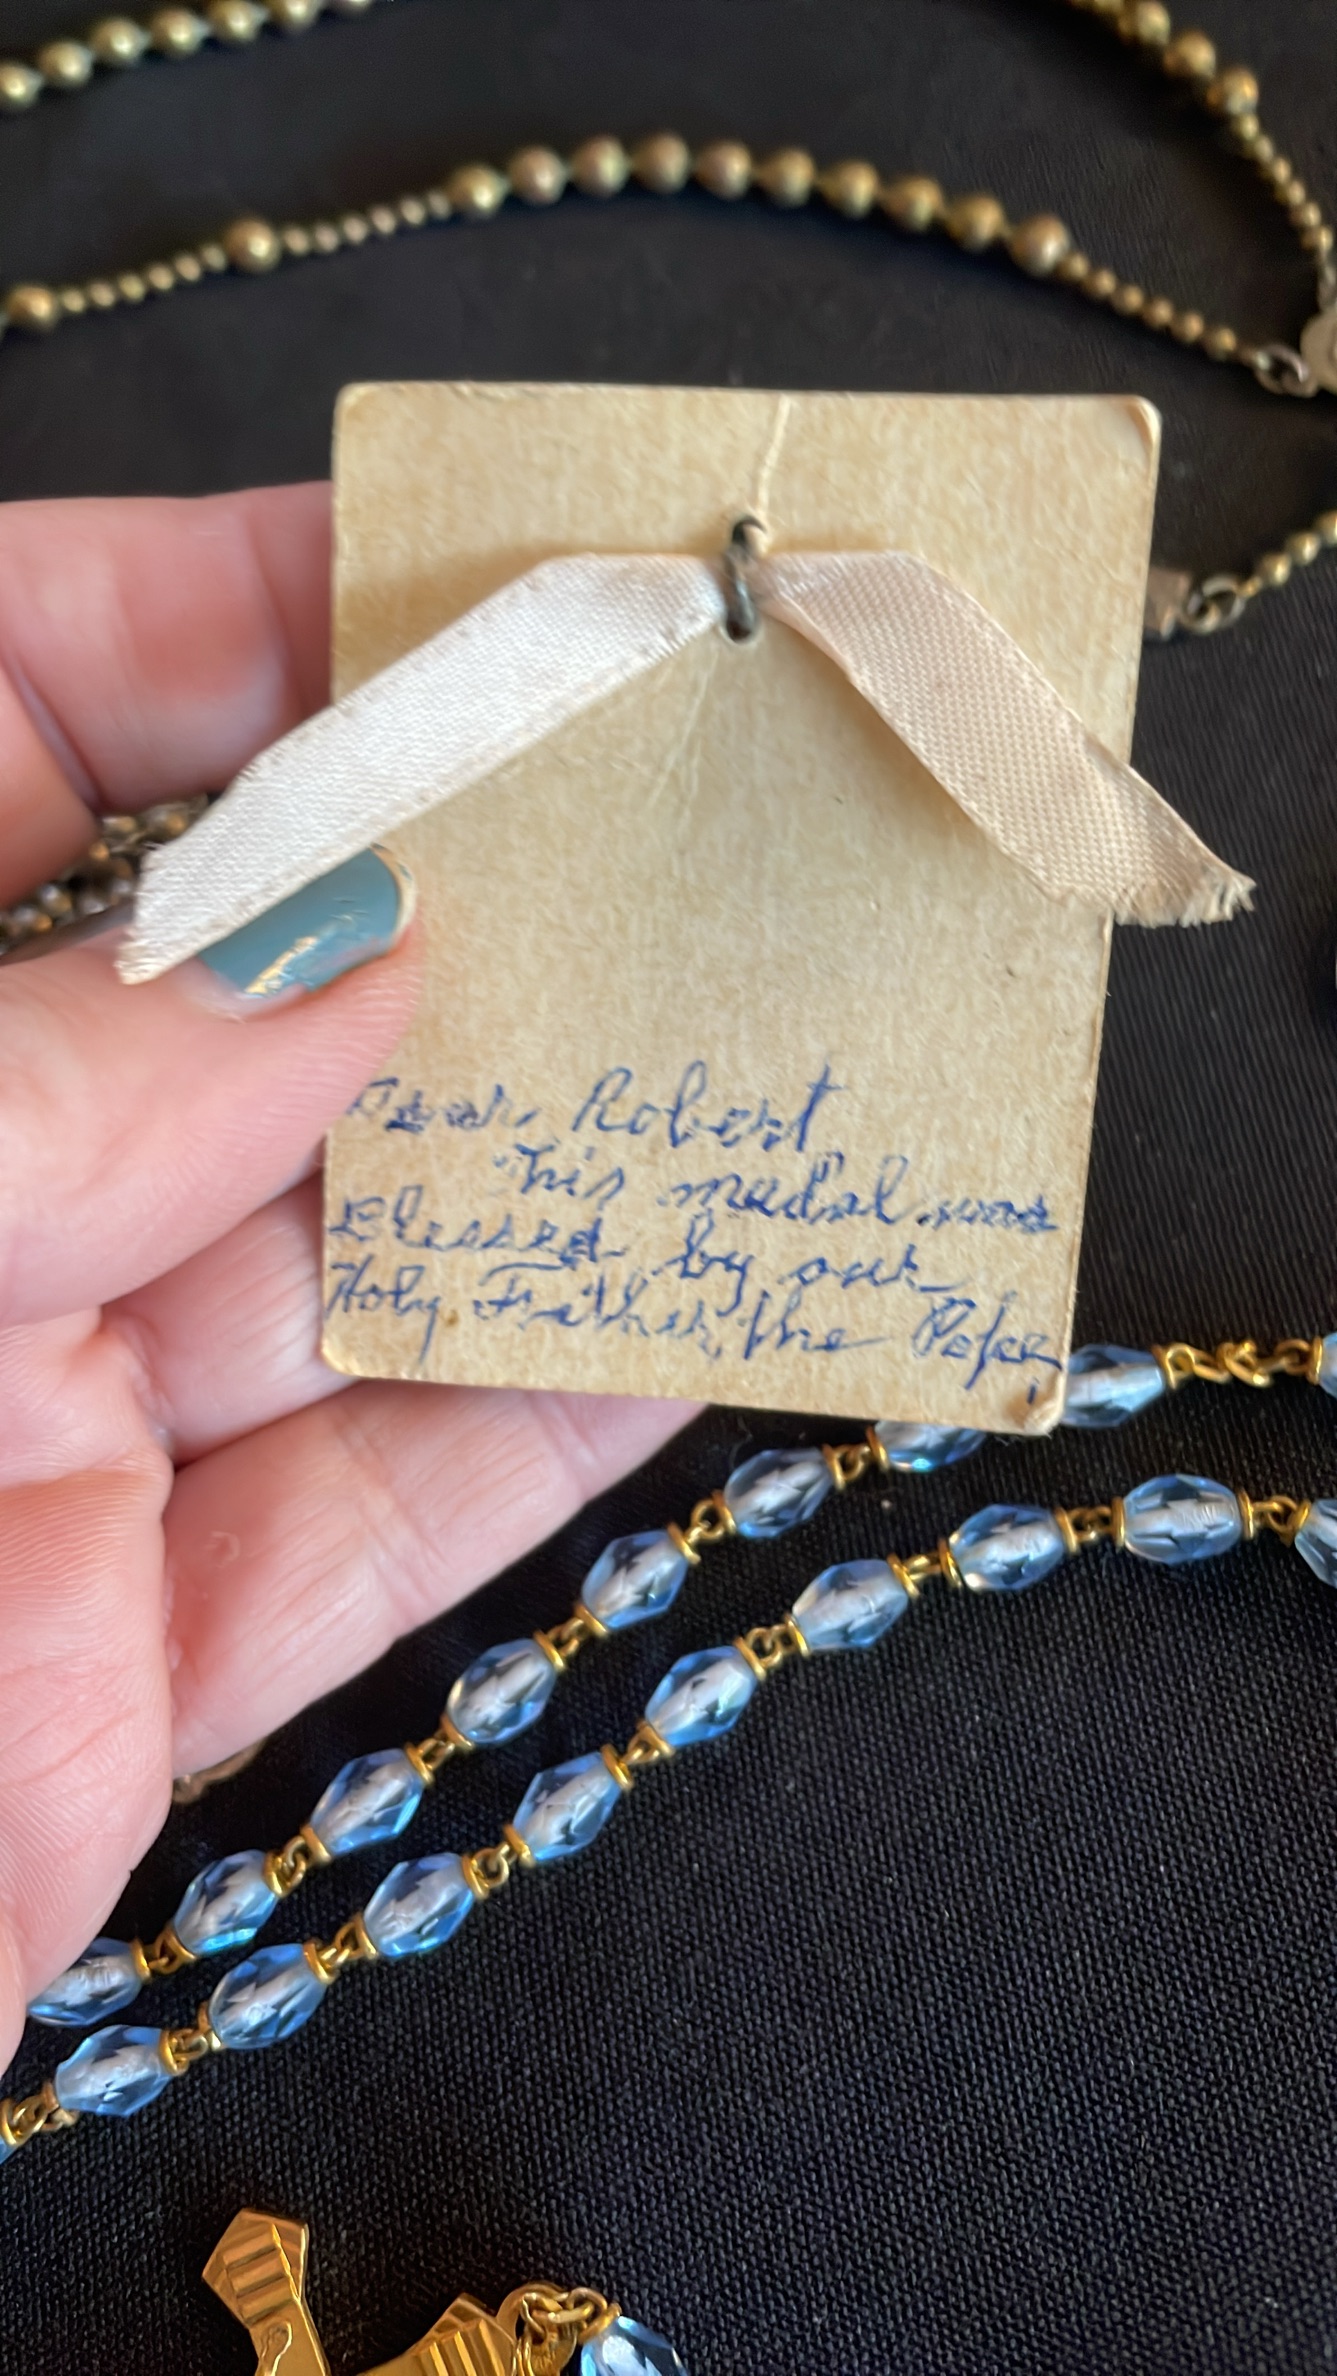 Dear Robert
This medal was
Blessed by our
Holy Father, the Pope,